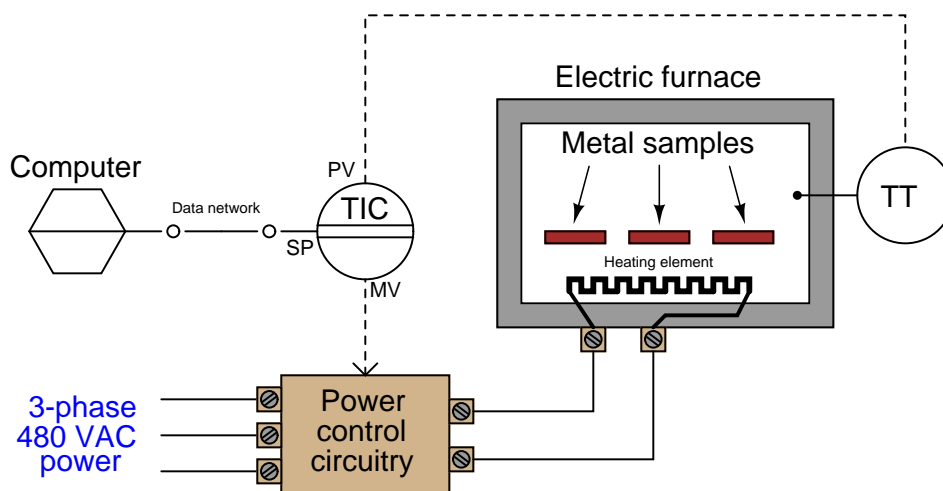 Electric furnace
Metal samples
Computer
PV
TIC
TT
Data network
SP
Heating element
MV
3-phase
480 VAC
power
Power
control
circuitry